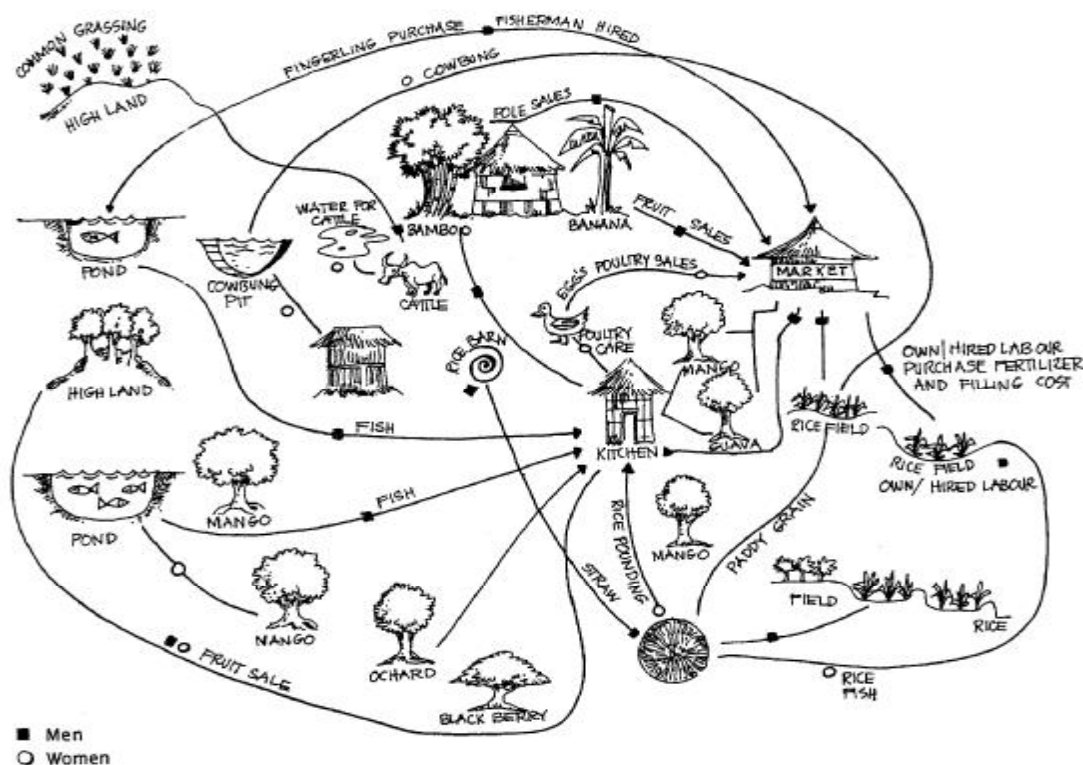 COMMON GRASSING
HIGH LAND
FINGERLING PURCHASE
FISHERMAN HIRED
COWBUNG
POLE SALES
WATER FOR
CATTLE
BAMBOO
BANANA
FRUIT SALES
POND
COWBUNG
PIT
CATTLE
EGG'S POULTRY SALES
MARKET
HIGH LAND
RICE BARN
POULTRY
CARE
MANGO
OWN/HIRED LABOUR
PURCHASE FERTILIZER
AND FILLING COST
FISH
KITCHEN
GUAVA
RICE FIELD
RICE FIELD
OWN/HIRED LABOUR
MANGO
POND
FISH
RICE POUNDING
MANGO
PADDY GRAIN
STRAW
FIELD
RICE
MANGO
FRUIT SALE
OCHARD
BLACK BERRY
RICE
FISH
Men
Women